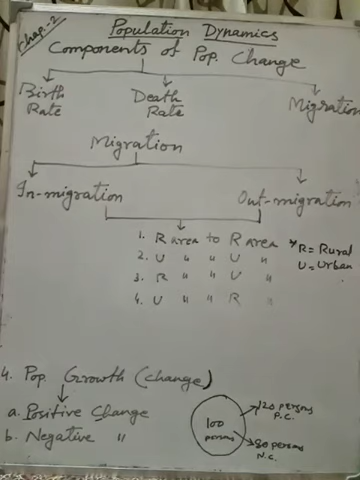 Chap-2
Population Dynamics
Components of Pop. Change
Birth Rate
Death Rate
Migration
Migration
In-migration
Out-migration
1. R area to R area
2. U " " U "
3. R " " U "
4. U " " R "
* R = Rural
U = Urban
4. Pop. Growth (change)
a. Positive Change
b. Negative "
100 persons
120 persons P.C.
80 persons N.C.